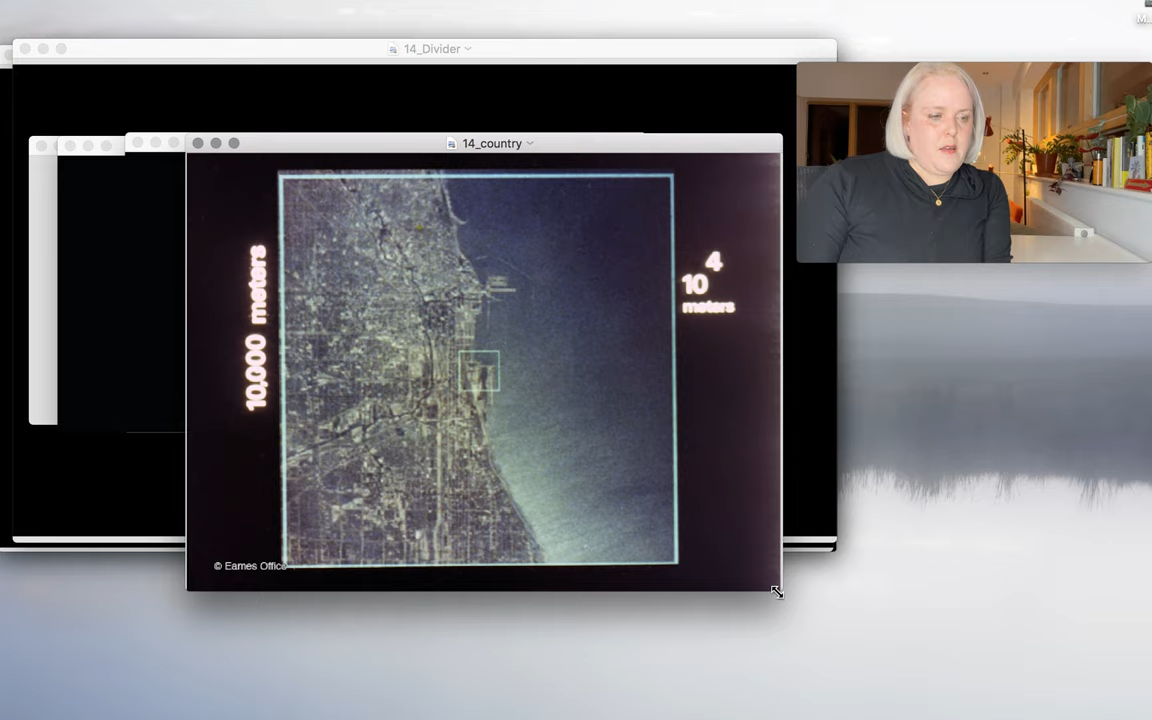 M...
14_Divider
14_country
10,000 meters
4
10
meters
© Eames Office